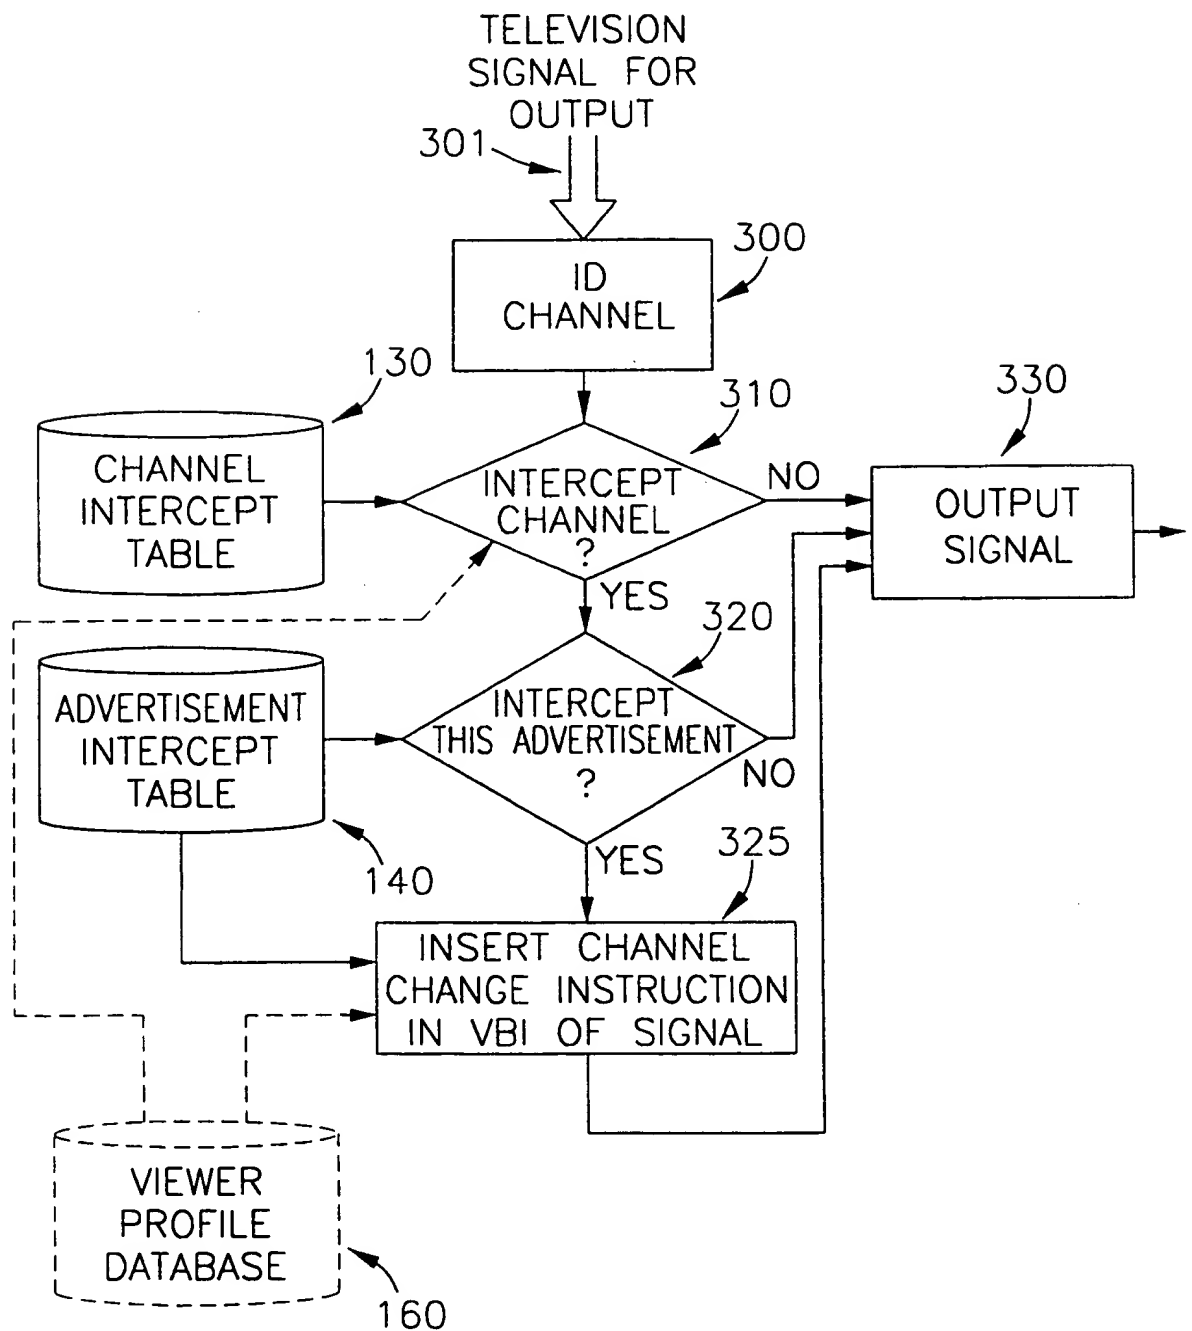 TELEVISION
SIGNAL FOR
OUTPUT
301
300
ID
CHANNEL
130
310
330
CHANNEL
INTERCEPT
TABLE
INTERCEPT
CHANNEL
?
NO
OUTPUT
SIGNAL
YES
320
ADVERTISEMENT
INTERCEPT
TABLE
INTERCEPT
THIS ADVERTISEMENT
?
NO
YES
325
140
INSERT CHANNEL
CHANGE INSTRUCTION
IN VBI OF SIGNAL
VIEWER
PROFILE
DATABASE
160